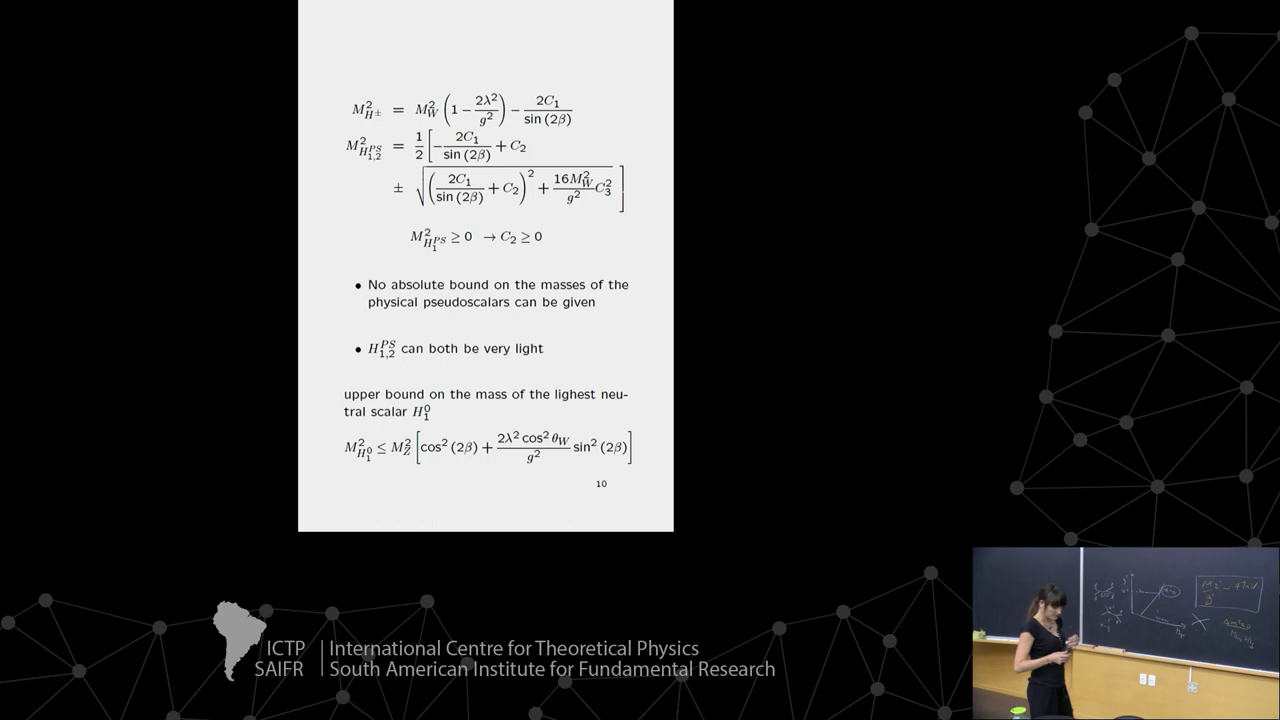 M²_{H^±} = M²_W (1 − 2λ²/g²) − 2C₁/sin (2β)
M²_{H^{PS}_{1,2}} = 1/2 [ − 2C₁/sin (2β) + C₂
± √( (2C₁/sin (2β) + C₂)² + 16M²_W/g² C²₃ ) ]
M²_{H^{PS}_1} ≥ 0 → C₂ ≥ 0
• No absolute bound on the masses of the
physical pseudoscalars can be given
• H^{PS}_{1,2} can both be very light
upper bound on the mass of the lighest neu-
tral scalar H⁰₁
M²_{H⁰₁} ≤ M²_Z [cos² (2β) + 2λ² cos² θ_W/g² sin² (2β)]
10
ICTP International Centre for Theoretical Physics
SAIFR South American Institute for Fundamental Research